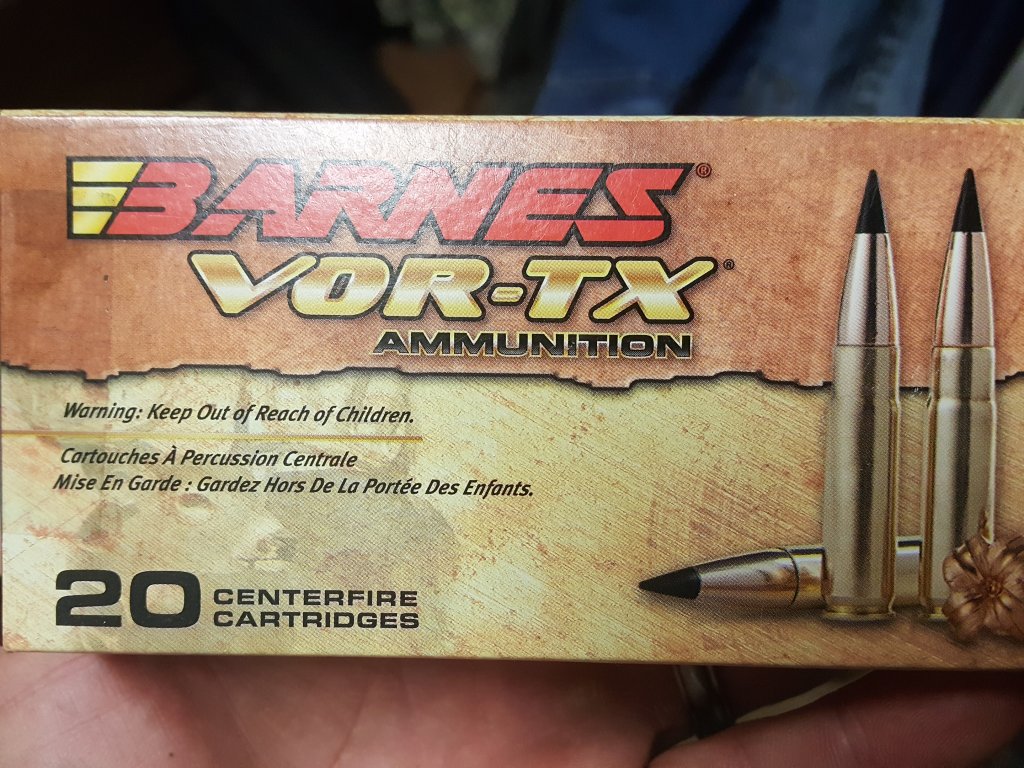 BARNES®
VOR-TX®
AMMUNITION
Warning: Keep Out of Reach of Children.
Cartouches À Percussion Centrale
Mise En Garde : Gardez Hors De La Portée Des Enfants.
20 CENTERFIRE
CARTRIDGES